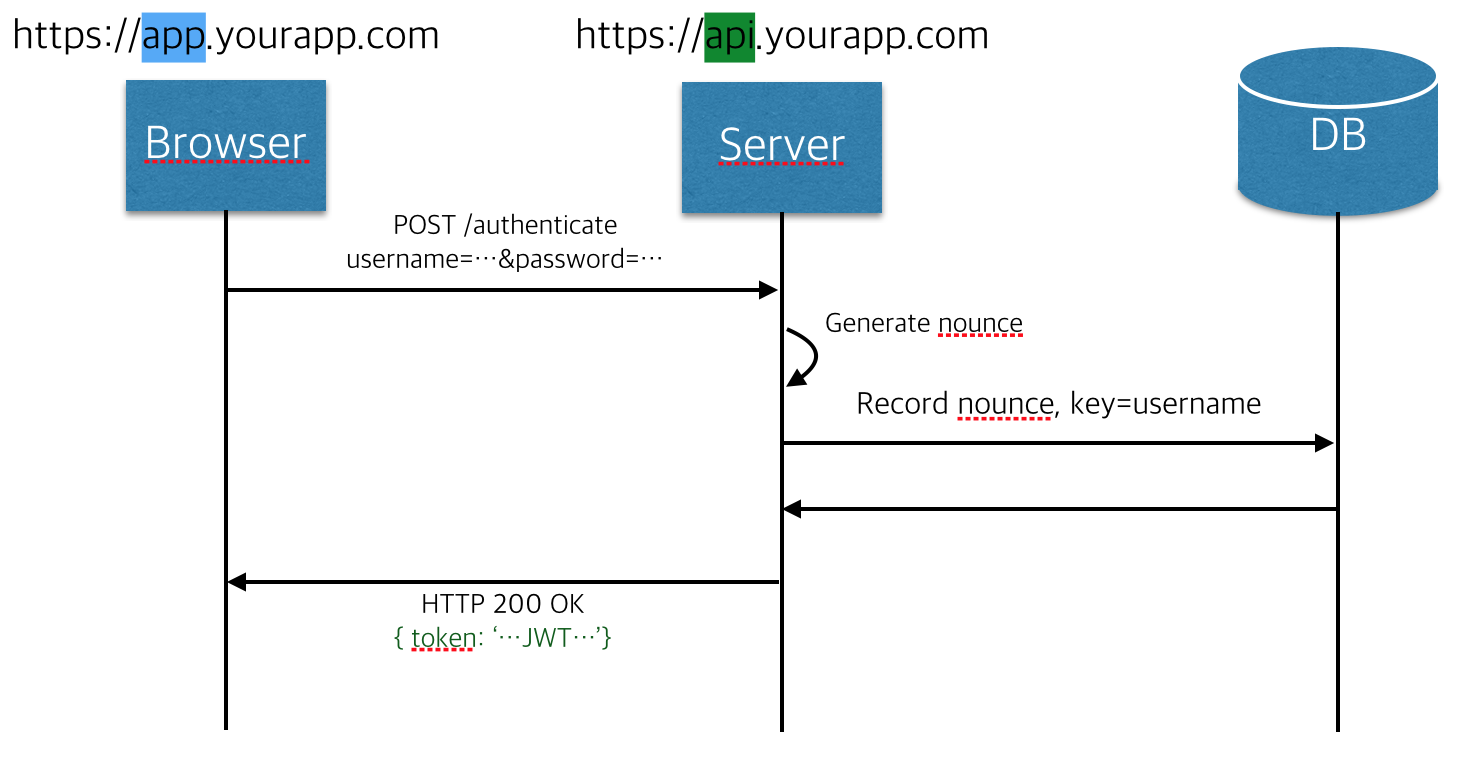 https://app.yourapp.com
https://api.yourapp.com
Browser
Server
DB
POST /authenticate
username=⋯&password=⋯
Generate nounce
Record nounce, key=username
HTTP 200 OK
{ token: ‘⋯JWT⋯’}